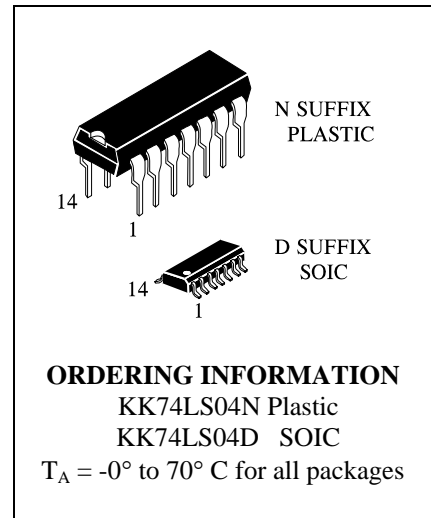 N SUFFIX
PLASTIC
14
1
D SUFFIX
SOIC
14
1
ORDERING INFORMATION
KK74LS04N Plastic
KK74LS04D SOIC
TA = -0° to 70° C for all packages